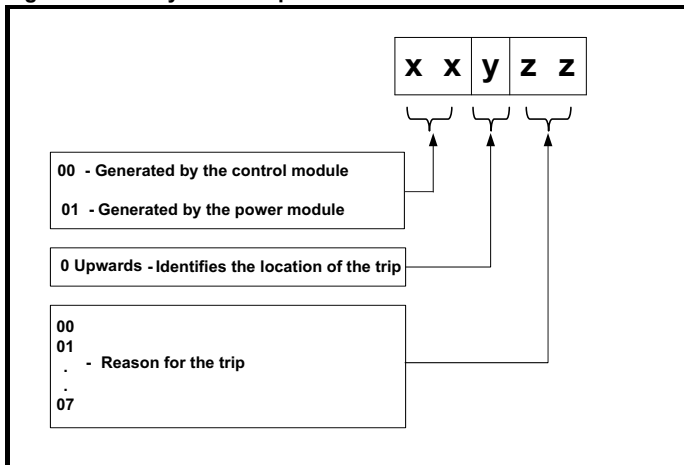 x x y z z
00 - Generated by the control module
01 - Generated by the power module
0 Upwards - Identifies the location of the trip
00
01
. - Reason for the trip
.
07